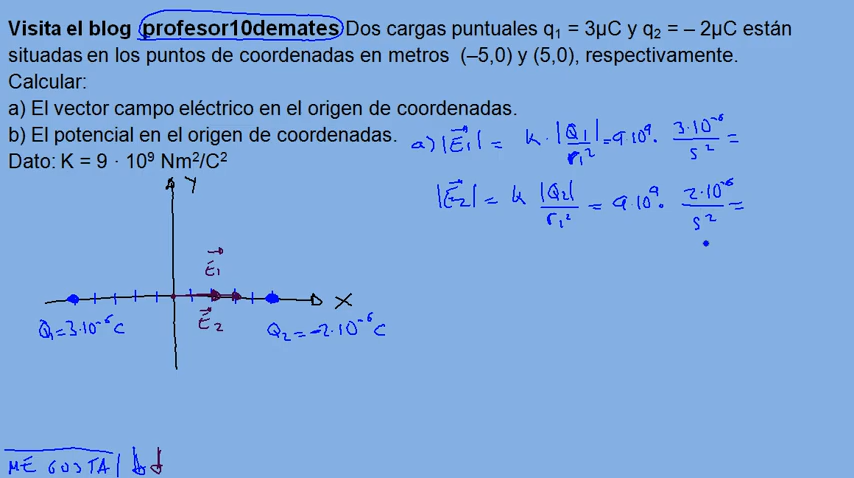 Visita el blog profesor10demates Dos cargas puntuales q₁ = 3μC y q₂ = – 2μC están
situadas en los puntos de coordenadas en metros (–5,0) y (5,0), respectivamente.
Calcular:
a) El vector campo eléctrico en el origen de coordenadas.
b) El potencial en el origen de coordenadas.
Dato: K = 9 · 10⁹ Nm²/C²
a) |E₁| = K · |Q₁|/r₁² = 9·10⁹ · 3·10⁻⁶/5² =
|E₂| = K |Q₂|/r₁² = 9·10⁹ · 2·10⁻⁶/5² =
Y
E₁
X
E₂
Q₁=3·10⁻⁶C
Q₂=-2·10⁻⁶C
ME GUSTA